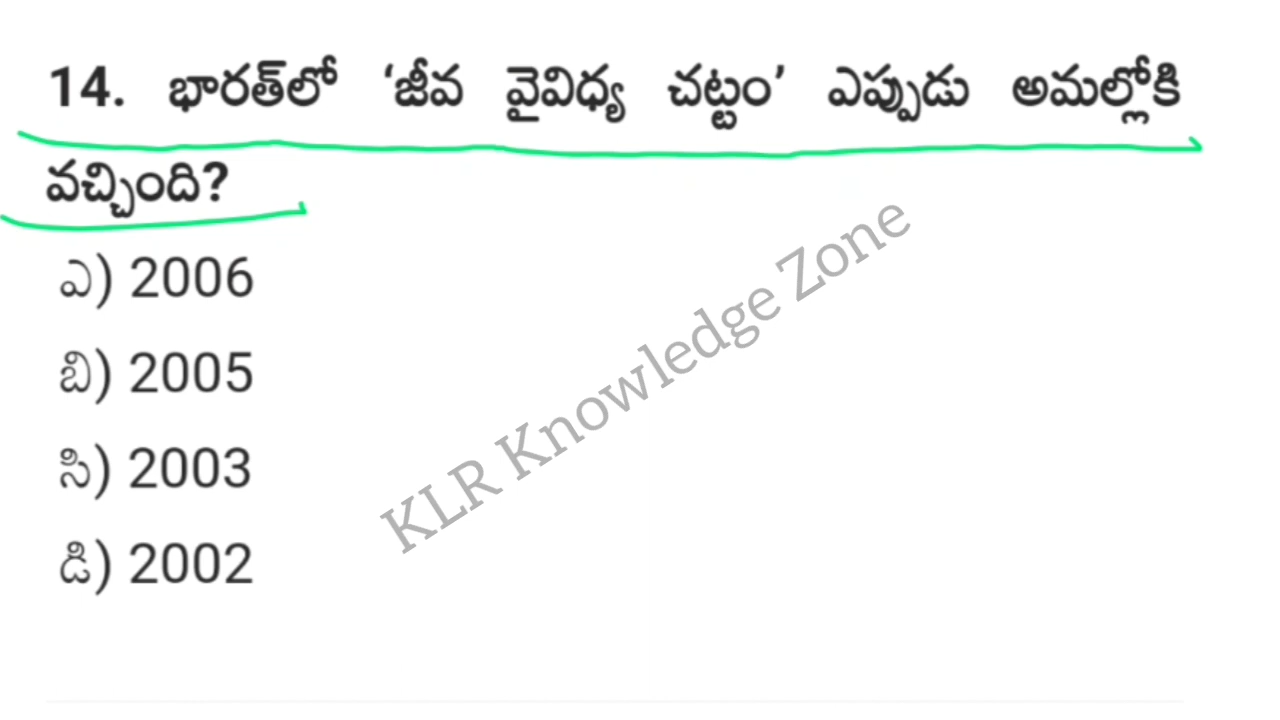 14. భారత్‌లో ‘జీవ వైవిధ్య చట్టం’ ఎప్పుడు అమల్లోకి
వచ్చింది?
ఎ) 2006
బి) 2005
సి) 2003
డి) 2002
KLR Knowledge Zone